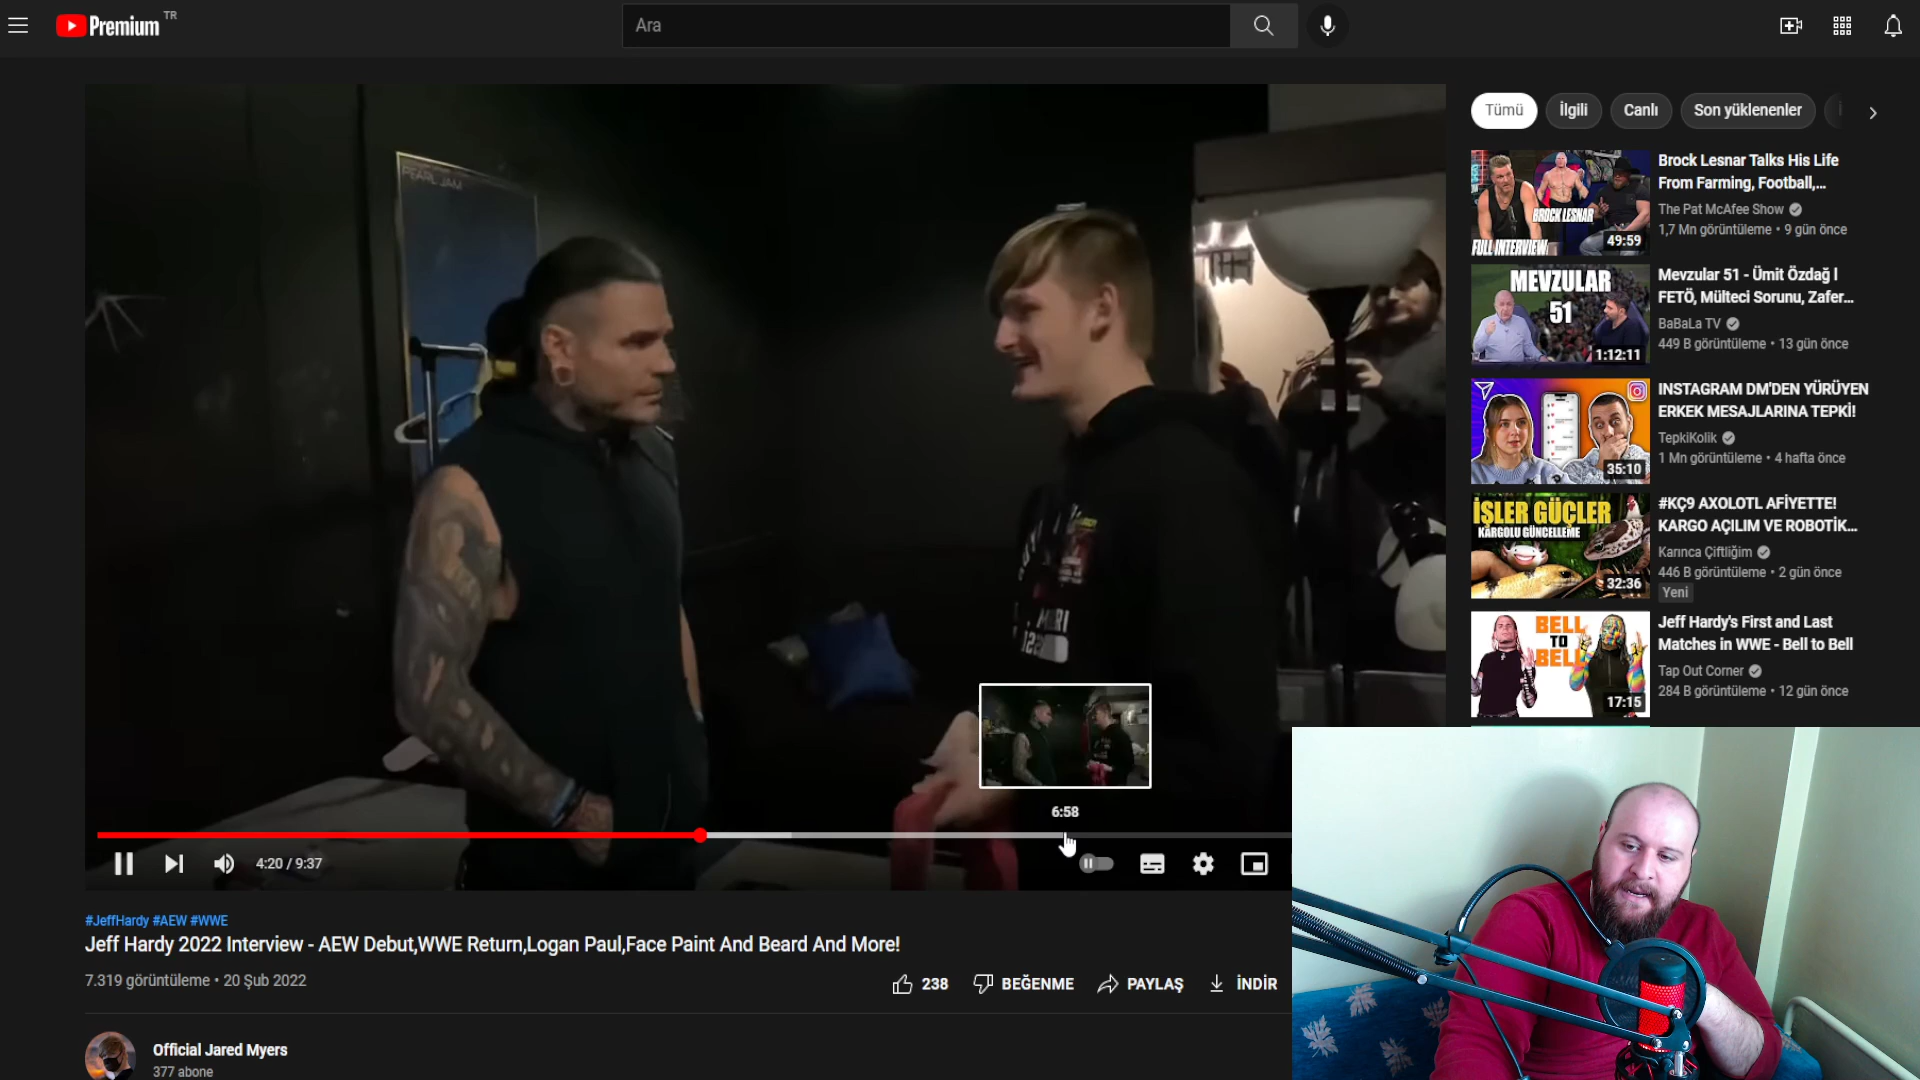 Premium TR
Ara
PEARL JAM
Tümü
İlgili
Canlı
Son yüklenenler
BROCK LESNAR
FULL INTERVIEW
49:59
Brock Lesnar Talks His Life
From Farming, Football,...
The Pat McAfee Show
1,7 Mn görüntüleme • 9 gün önce
MEVZULAR
51
1:12:11
Mevzular 51 - Ümit Özdağ l
FETÖ, Mülteci Sorunu, Zafer...
BaBaLa TV
449 B görüntüleme • 13 gün önce
35:10
INSTAGRAM DM'DEN YÜRÜYEN
ERKEK MESAJLARINA TEPKİ!
TepkiKolik
1 Mn görüntüleme • 4 hafta önce
İŞLER GÜÇLER
KARGOLU GÜNCELLEME
32:36
#KÇ9 AXOLOTL AFİYETTE!
KARGO AÇILIM VE ROBOTİK...
Karınca Çiftliğim
446 B görüntüleme • 2 gün önce
Yeni
BELL
TO
BELL
17:15
Jeff Hardy's First and Last
Matches in WWE - Bell to Bell
Tap Out Corner
284 B görüntüleme • 12 gün önce
6:58
4:20 / 9:37
#JeffHardy #AEW #WWE
Jeff Hardy 2022 Interview - AEW Debut,WWE Return,Logan Paul,Face Paint And Beard And More!
7.319 görüntüleme • 20 Şub 2022
238
BEĞENME
PAYLAŞ
İNDİR
Official Jared Myers
377 abone